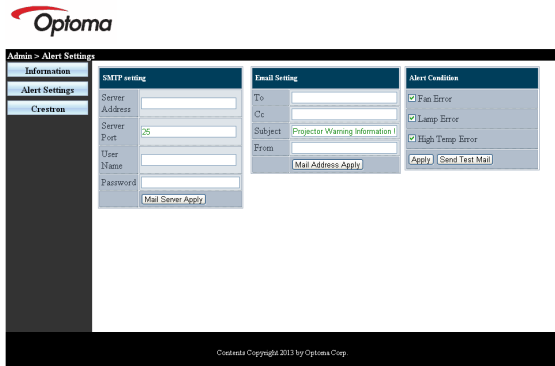 Optoma
Admin > Alert Settings
Information
Alert Settings
Crestron
SMTP setting
Server Address
Server Port
25
User Name
Password
Mail Server Apply
Email Setting
To
Cc
Subject
Projector Warning Information !
From
Mail Address Apply
Alert Condition
Fan Error
Lamp Error
High Temp Error
Apply
Send Test Mail
Contents Copyright 2013 by Optoma Corp.